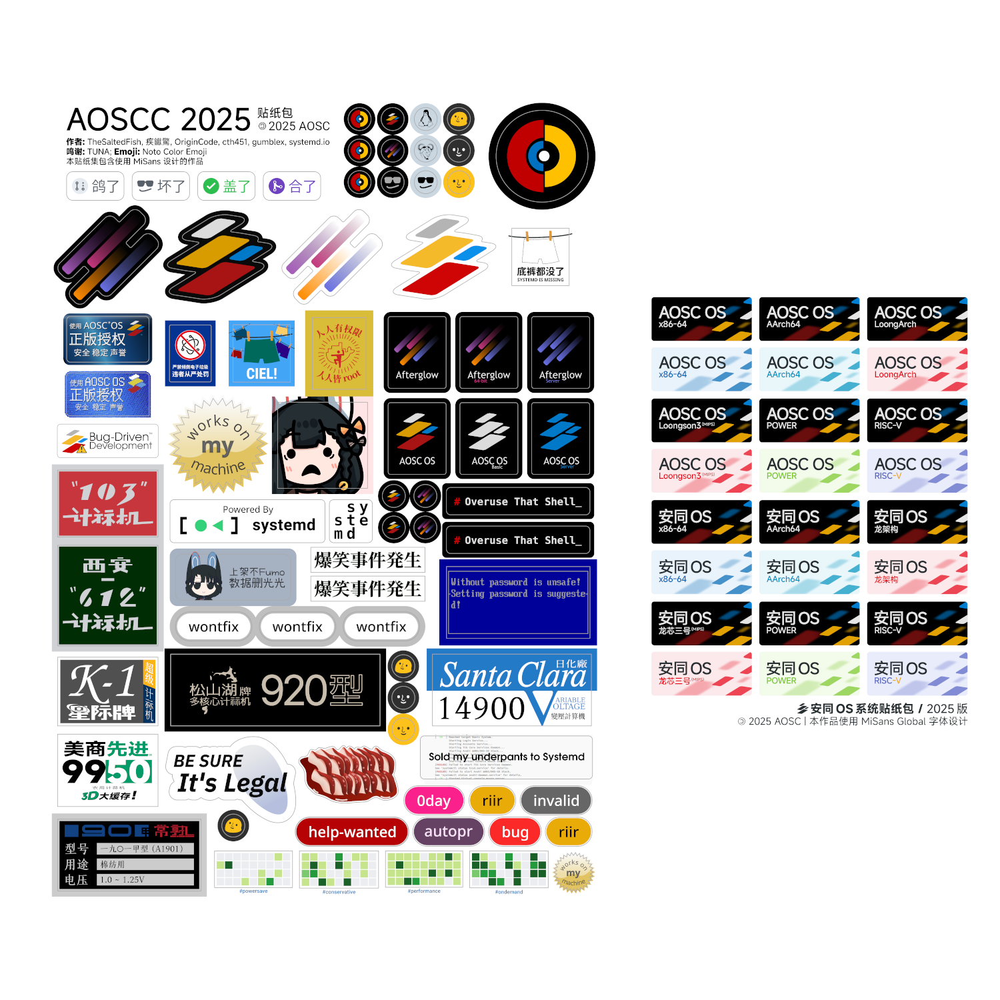 AOSCC 2025
贴纸包
2025 AOSC
作者: TheSaltedFish, 疾鑑騖, OriginCode, cth451, gumblex, systemd.io
鸣谢: TUNA; Emoji: Noto Color Emoji
本贴纸集包含使用 MiSans 设计的作品
鸽了
坏了
盖了
合了
底裤都没了
SYSTEMD IS MISSING
使用 AOSC OS
正版授权
安全 稳定 声誉
使用 AOSC OS
正版授权
安全 稳定 声誉
严禁倾倒电子垃圾
违者从严处罚
CIEL!
人人有权限
人人皆 root
Afterglow
Afterglow
64-bit
Afterglow
Server
AOSC OS
AOSC OS
Basic
AOSC OS
Server
Bug-Driven™
Development
works on
my
machine
"103"
计秫机
西安
"612"
计秫机
Powered By
[ ● ◀ ] systemd
sy
ste
md
# Overuse That Shell_
# Overuse That Shell_
上架不Fumo
数据删光光
爆笑事件発生
爆笑事件発生
wontfix
wontfix
wontfix
Without password is unsafe!
Setting password is suggeste
d!
K-1
星际牌
超级
计秫机
松山湖牌
多核心计秫机
920型
日化廠
Santa Clara
14900
VARIABLE
VOLTAGE
變壓計算機
美商先进
9950
农用计秫机
3D大缓存!
BE SURE
It's Legal
Sold my underpants to Systemd
0day
riir
invalid
help-wanted
autopr
bug
riir
190甲 常熟
型号 一九〇一甲型 (A1901)
用途 棉纺用
电压 1.0 ~ 1.25V
#powersave
#conservative
#performance
#ondemand
works on
my
machine
AOSC OS
x86-64
AOSC OS
AArch64
AOSC OS
LoongArch
AOSC OS
x86-64
AOSC OS
AArch64
AOSC OS
LoongArch
AOSC OS
Loongson3 (MIPS)
AOSC OS
POWER
AOSC OS
RISC-V
AOSC OS
Loongson3 (MIPS)
AOSC OS
POWER
AOSC OS
RISC-V
安同 OS
x86-64
安同 OS
AArch64
安同 OS
龙架构
安同 OS
x86-64
安同 OS
AArch64
安同 OS
龙架构
安同 OS
龙芯三号 (MIPS)
安同 OS
POWER
安同 OS
RISC-V
安同 OS
龙芯三号 (MIPS)
安同 OS
POWER
安同 OS
RISC-V
安同 OS 系统贴纸包 / 2025 版
2025 AOSC | 本作品使用 MiSans Global 字体设计